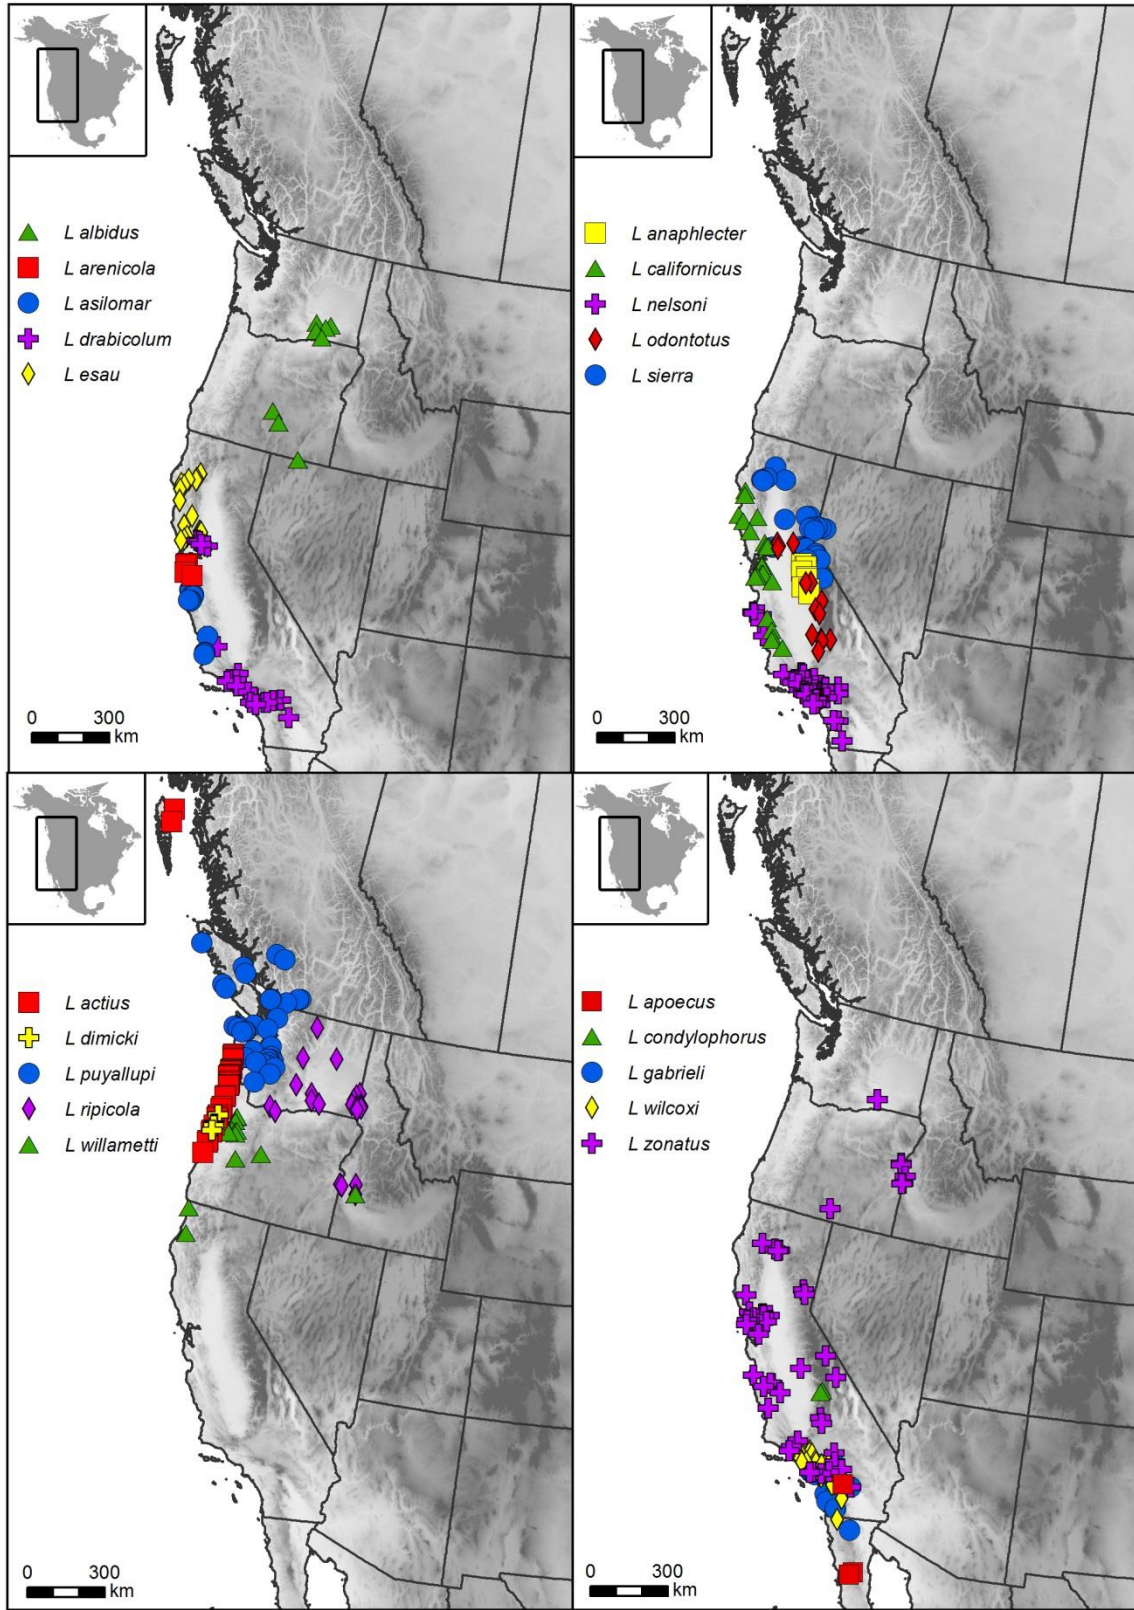 L albidus
L arenicola
L asilomar
L drabicolum
L esau
0 300
km
L anaphlecter
L californicus
L nelsoni
L odontotus
L sierra
0 300
km
L actius
L dimicki
L puyallupi
L ripicola
L willametti
0 300
km
L apoecus
L condylophorus
L gabrieli
L wilcoxi
L zonatus
0 300
km